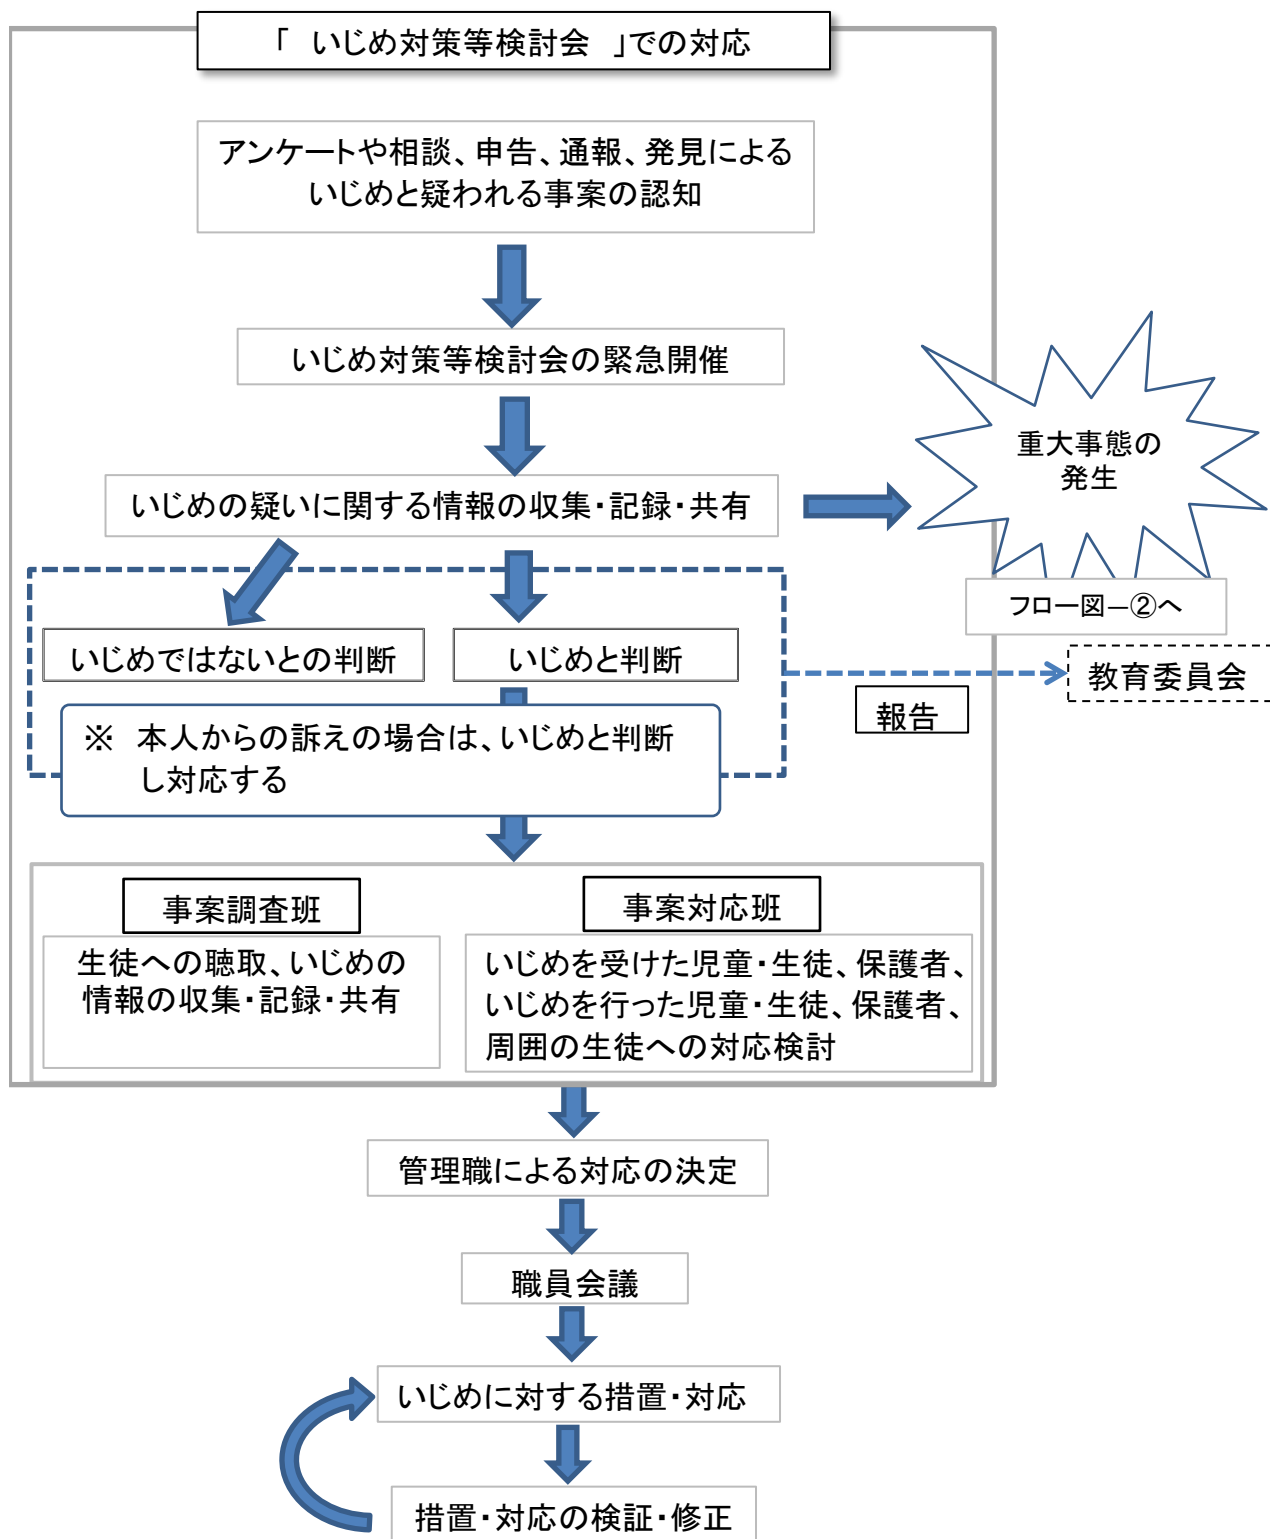 「　いじめ対策等検討会　」での対応
アンケートや相談、申告、通報、発見による
いじめと疑われる事案の認知
いじめ対策等検討会の緊急開催
重大事態の
発生
いじめの疑いに関する情報の収集・記録・共有
フロー図―②へ
いじめではないとの判断
いじめと判断
教育委員会
報告
※　本人からの訴えの場合は、いじめと判断
し対応する
事案調査班
生徒への聴取、いじめの
情報の収集・記録・共有
事案対応班
いじめを受けた児童・生徒、保護者、
いじめを行った児童・生徒、保護者、
周囲の生徒への対応検討
管理職による対応の決定
職員会議
いじめに対する措置・対応
措置・対応の検証・修正